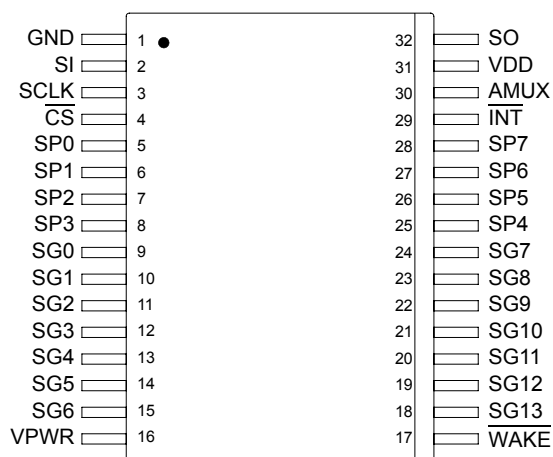 GND 1 32 SO
SI 2 31 VDD
SCLK 3 30 AMUX
CS 4 29 INT
SP0 5 28 SP7
SP1 6 27 SP6
SP2 7 26 SP5
SP3 8 25 SP4
SG0 9 24 SG7
SG1 10 23 SG8
SG2 11 22 SG9
SG3 12 21 SG10
SG4 13 20 SG11
SG5 14 19 SG12
SG6 15 18 SG13
VPWR 16 17 WAKE